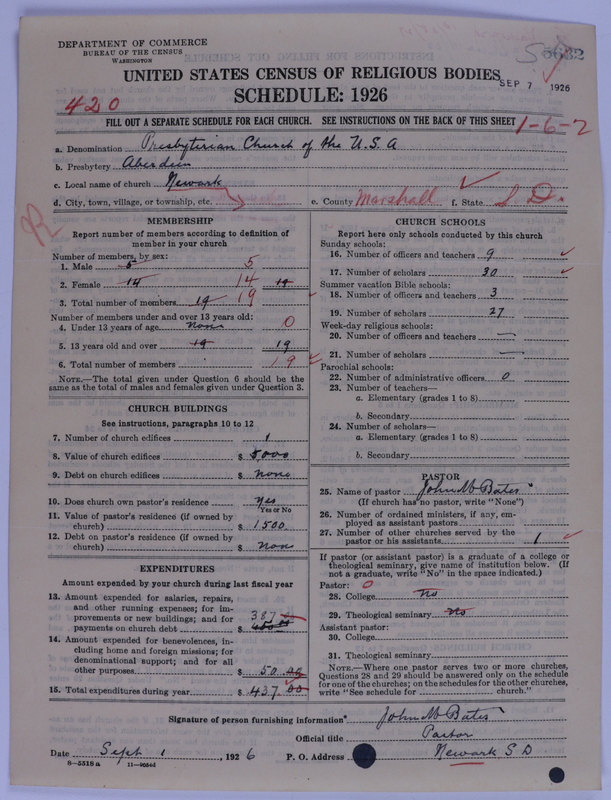 DEPARTMENT OF COMMERCE
BUREAU OF THE CENSUS
WASHINGTON
UNITED STATES CENSUS OF RELIGIOUS BODIES
SEP 7 1926
SCHEDULE: 1926
420
FILL OUT A SEPARATE SCHEDULE FOR EACH CHURCH. SEE INSTRUCTIONS ON THE BACK OF THIS SHEET
1-6-2
a. Denomination Presbyterian Church of the U.S.A
b. Presbytery Aberdeen
c. Local name of church Newark
d. City, town, village, or township, etc. e. County Marshall f. State S D.
R
MEMBERSHIP
Report number of members according to definition of
member in your church
Number of members, by sex:
1. Male 5 5
2. Female 14 14 19
3. Total number of members 19 19
Number of members under and over 13 years old:
4. Under 13 years of age none 0
5. 13 years old and over 19 19
6. Total number of members 19
NOTE.—The total given under Question 6 should be the
same as the total of males and females given under Question 3.
CHURCH BUILDINGS
See instructions, paragraphs 10 to 12
7. Number of church edifices 1
8. Value of church edifices $ 5,000
9. Debt on church edifices $ none
10. Does church own pastor's residence yes
Yes or No
11. Value of pastor's residence (if owned by
church) $ 1500
12. Debt on pastor's residence (if owned by
church) $ none
EXPENDITURES
Amount expended by your church during last fiscal year
13. Amount expended for salaries, repairs,
and other running expenses; for im-
provements or new buildings; and for
payments on church debt $ 387
14. Amount expended for benevolences, in-
cluding home and foreign missions; for
denominational support; and for all
other purposes $ 50.00
15. Total expenditures during year $ 437.00
CHURCH SCHOOLS
Report here only schools conducted by this church
Sunday schools:
16. Number of officers and teachers 9
17. Number of scholars 30
Summer vacation Bible schools:
18. Number of officers and teachers 3
19. Number of scholars 27
Week-day religious schools:
20. Number of officers and teachers —
21. Number of scholars —
Parochial schools:
22. Number of administrative officers 0
23. Number of teachers—
a. Elementary (grades 1 to 8)
b. Secondary
24. Number of scholars—
a. Elementary (grades 1 to 8)
b. Secondary
PASTOR
25. Name of pastor John W Bates
(If church has no pastor, write "None")
26. Number of ordained ministers, if any, em-
ployed as assistant pastors
27. Number of other churches served by the
pastor or his assistants 1
If pastor (or assistant pastor) is a graduate of a college or
theological seminary, give name of institution below. (If
not a graduate, write "No" in the space indicated.)
Pastor: 0
28. College no
29. Theological seminary no
Assistant pastor:
30. College
31. Theological seminary
NOTE.—Where one pastor serves two or more churches,
Questions 28 and 29 should be answered only on the schedule
for one of the churches; on the schedules for the other churches,
write "See schedule for church."
Signature of person furnishing information John W Bates
Official title Pastor
Date Sept 1, 1926 P. O. Address Newark S D
8-5518a